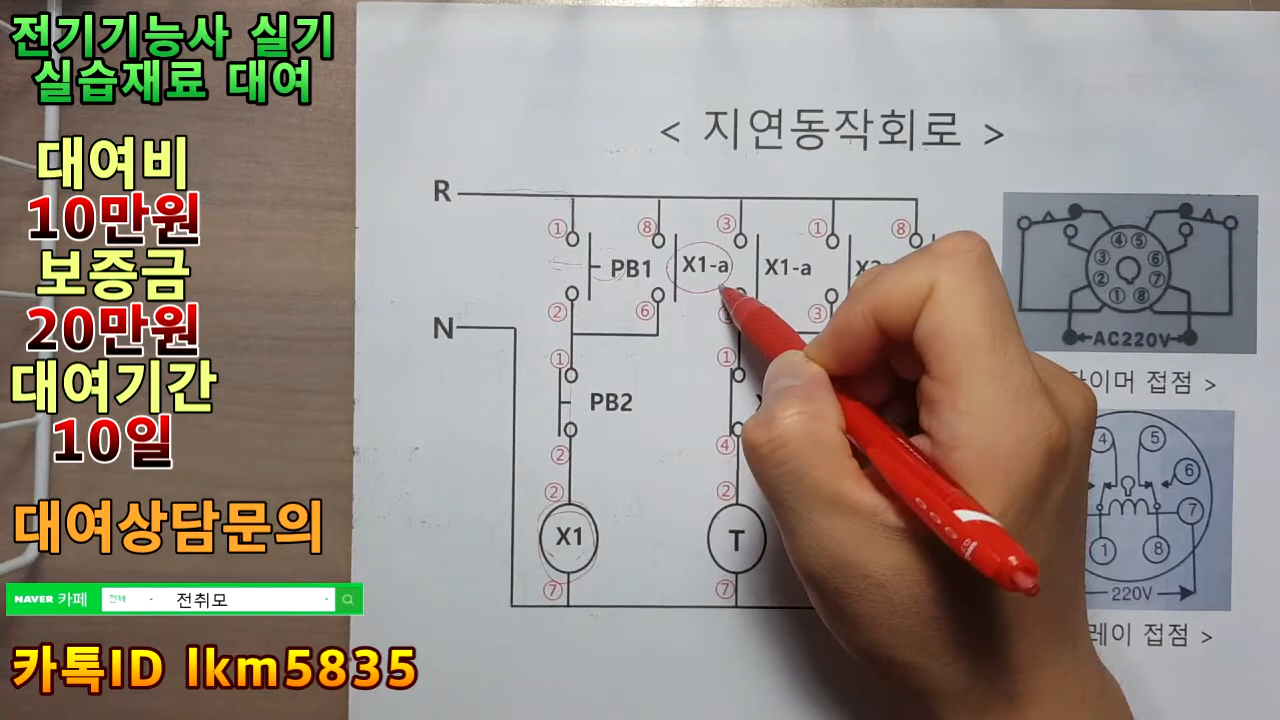 전기기능사 실기
실습재료 대여
대여비
10만원
보증금
20만원
대여기간
10일
대여상담문의
NAVER 카페 전체 전취모
카톡ID lkm5835
< 지연동작회로 >
R
① ⑧ ③ ① ⑧
PB1 X1-a X1-a
② ⑥ ③
N
① ①
PB2
② ④
② ②
X1 T
⑦ ⑦
④ ⑤
③ ⑥
② ⑦
① ⑧
AC220V
이머 접점 >
④ ⑤
⑥
⑦
① ⑧
220V
레이 접점 >